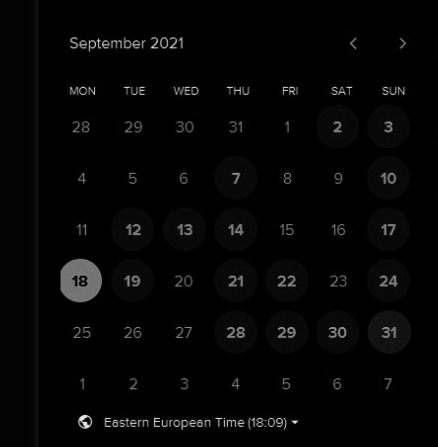 September 2021
MON TUE WED THU FRI SAT SUN
28 29 30 31 1 2 3
4 5 6 7 8 9 10
11 12 13 14 15 16 17
18 19 20 21 22 23 24
25 26 27 28 29 30 31
1 2 3 4 5 6 7
Eastern European Time (18:09)